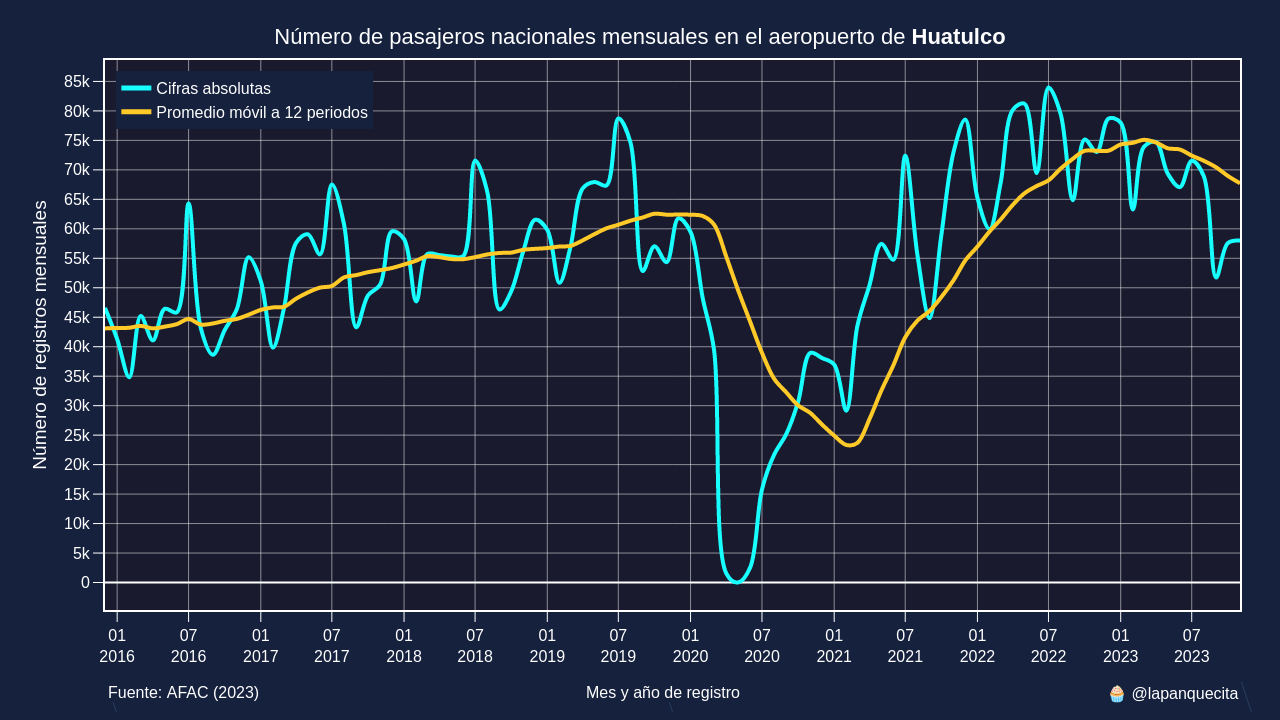 Número de pasajeros nacionales mensuales en el aeropuerto de Huatulco
Cifras absolutas
Promedio móvil a 12 periodos
Número de registros mensuales
85k
80k
75k
70k
65k
60k
55k
50k
45k
40k
35k
30k
25k
20k
15k
10k
5k
0
01 07 01 07 01 07 01 07 01 07 01 07 01 07 01 07
2016 2016 2017 2017 2018 2018 2019 2019 2020 2020 2021 2021 2022 2022 2023 2023
Fuente: AFAC (2023)
Mes y año de registro
🧁 @lapanquecita